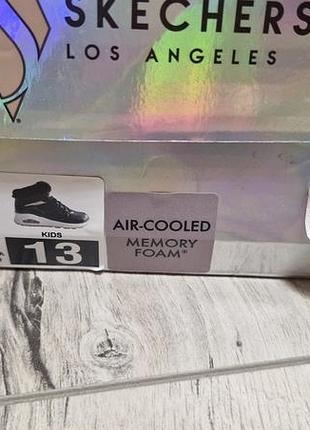 SKECHERS
LOS ANGELES
®
KIDS
13
AIR-COOLED
MEMORY
FOAM®